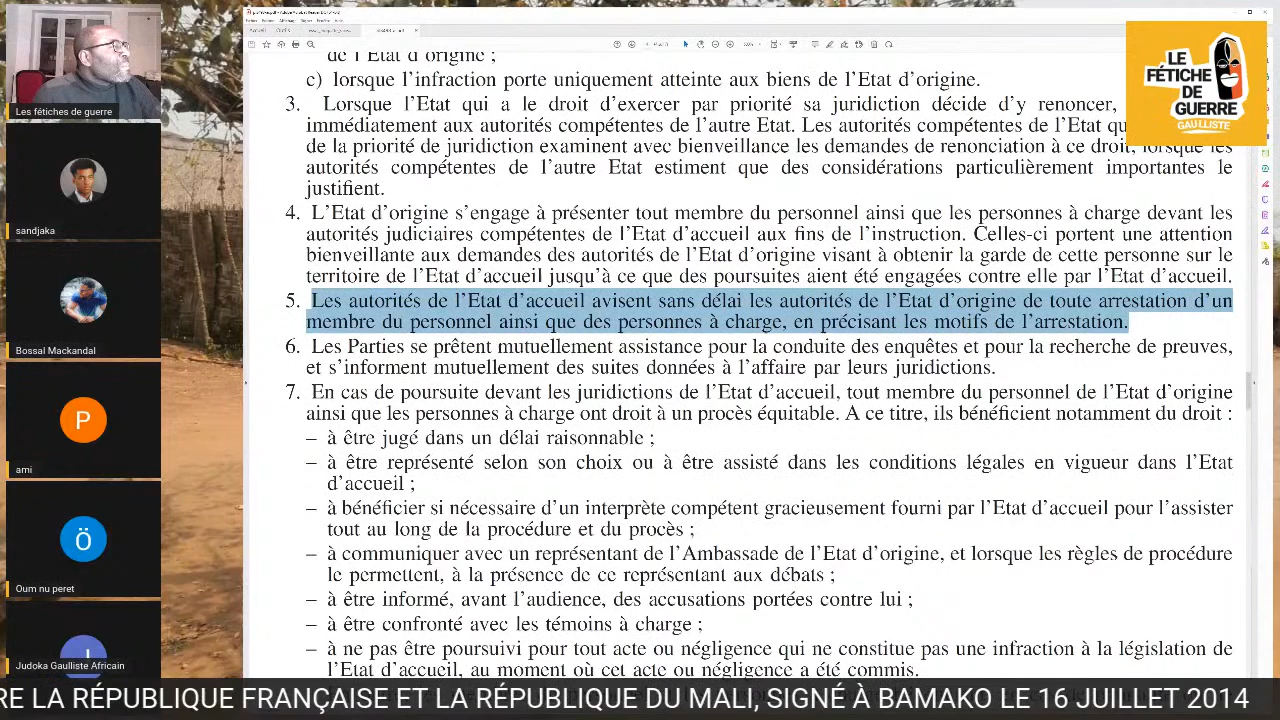 de l'Etat d'origine ;
c) lorsque l'infraction porte uniquement atteinte aux biens de l'Etat d'origine.
3. Lorsque l'Etat qui a le droit d'exercer par priorité sa juridiction décide d'y renoncer,
immédiatement aux autorités compétentes de l'autre Etat. Les autorités compétentes de l'Etat
de la priorité de juridiction examinent avec bienveillance les demandes de renonciation à ce droit, lorsque les
autorités compétentes de l'autre Etat estiment que des considérations particulièrement importantes le
justifient.
4. L'Etat d'origine s'engage à présenter tout membre du personnel ainsi que les personnes à charge devant les
autorités judiciaires compétentes de l'Etat d'accueil aux fins de l'instruction. Celles-ci portent une attention
bienveillante aux demandes des autorités de l'Etat d'origine visant à obtenir la garde de cette personne sur le
territoire de l'Etat d'accueil jusqu'à ce que des poursuites aient été engagées contre elle par l'Etat d'accueil.
5. Les autorités de l'Etat d'accueil avisent sans délai les autorités de l'Etat d'origine de toute arrestation d'un
membre du personnel ainsi que des personnes à charge, en précisant les motifs de l'arrestation.
6. Les Parties se prêtent mutuellement assistance pour la conduite des enquêtes et pour la recherche de preuves,
et s'informent mutuellement des suites données à l'affaire par leurs juridictions.
7. En cas de poursuite devant les juridictions de l'Etat d'accueil, tout membre du personnel de l'Etat d'origine
ainsi que les personnes à charge ont droit à un procès équitable. A ce titre, ils bénéficient notamment du droit :
– à être jugé dans un délai raisonnable ;
– à être représenté selon son choix ou à être assisté dans les conditions légales en vigueur dans l'Etat
d'accueil ;
– à bénéficier si nécessaire d'un interprète compétent gracieusement fourni par l'Etat d'accueil pour l'assister
tout au long de la procédure et du procès ;
– à communiquer avec un représentant de l'Ambassade de l'Etat d'origine, et lorsque les règles de procédure
le permettent, à la présence de ce représentant aux débats ;
– à être informé, avant l'audience, des accusations portées contre lui ;
– à être confronté avec les témoins à charge ;
– à ne pas être poursuivi pour tout acte ou négligence qui ne constitue pas une infraction à la législation de
l'Etat d'accueil, au moment où cet acte ou négligence a été commis.
LE
FÉTICHE
DE
GUERRE
GAULLISTE
Les fétiches de guerre
sandjaka
Bossal Mackandal
P
ami
Ö
Oum nu peret
Judoka Gaulliste Africain
RE LA RÉPUBLIQUE FRANÇAISE ET LA RÉPUBLIQUE DU MALI, SIGNÉ À BAMAKO LE 16 JUILLET 2014